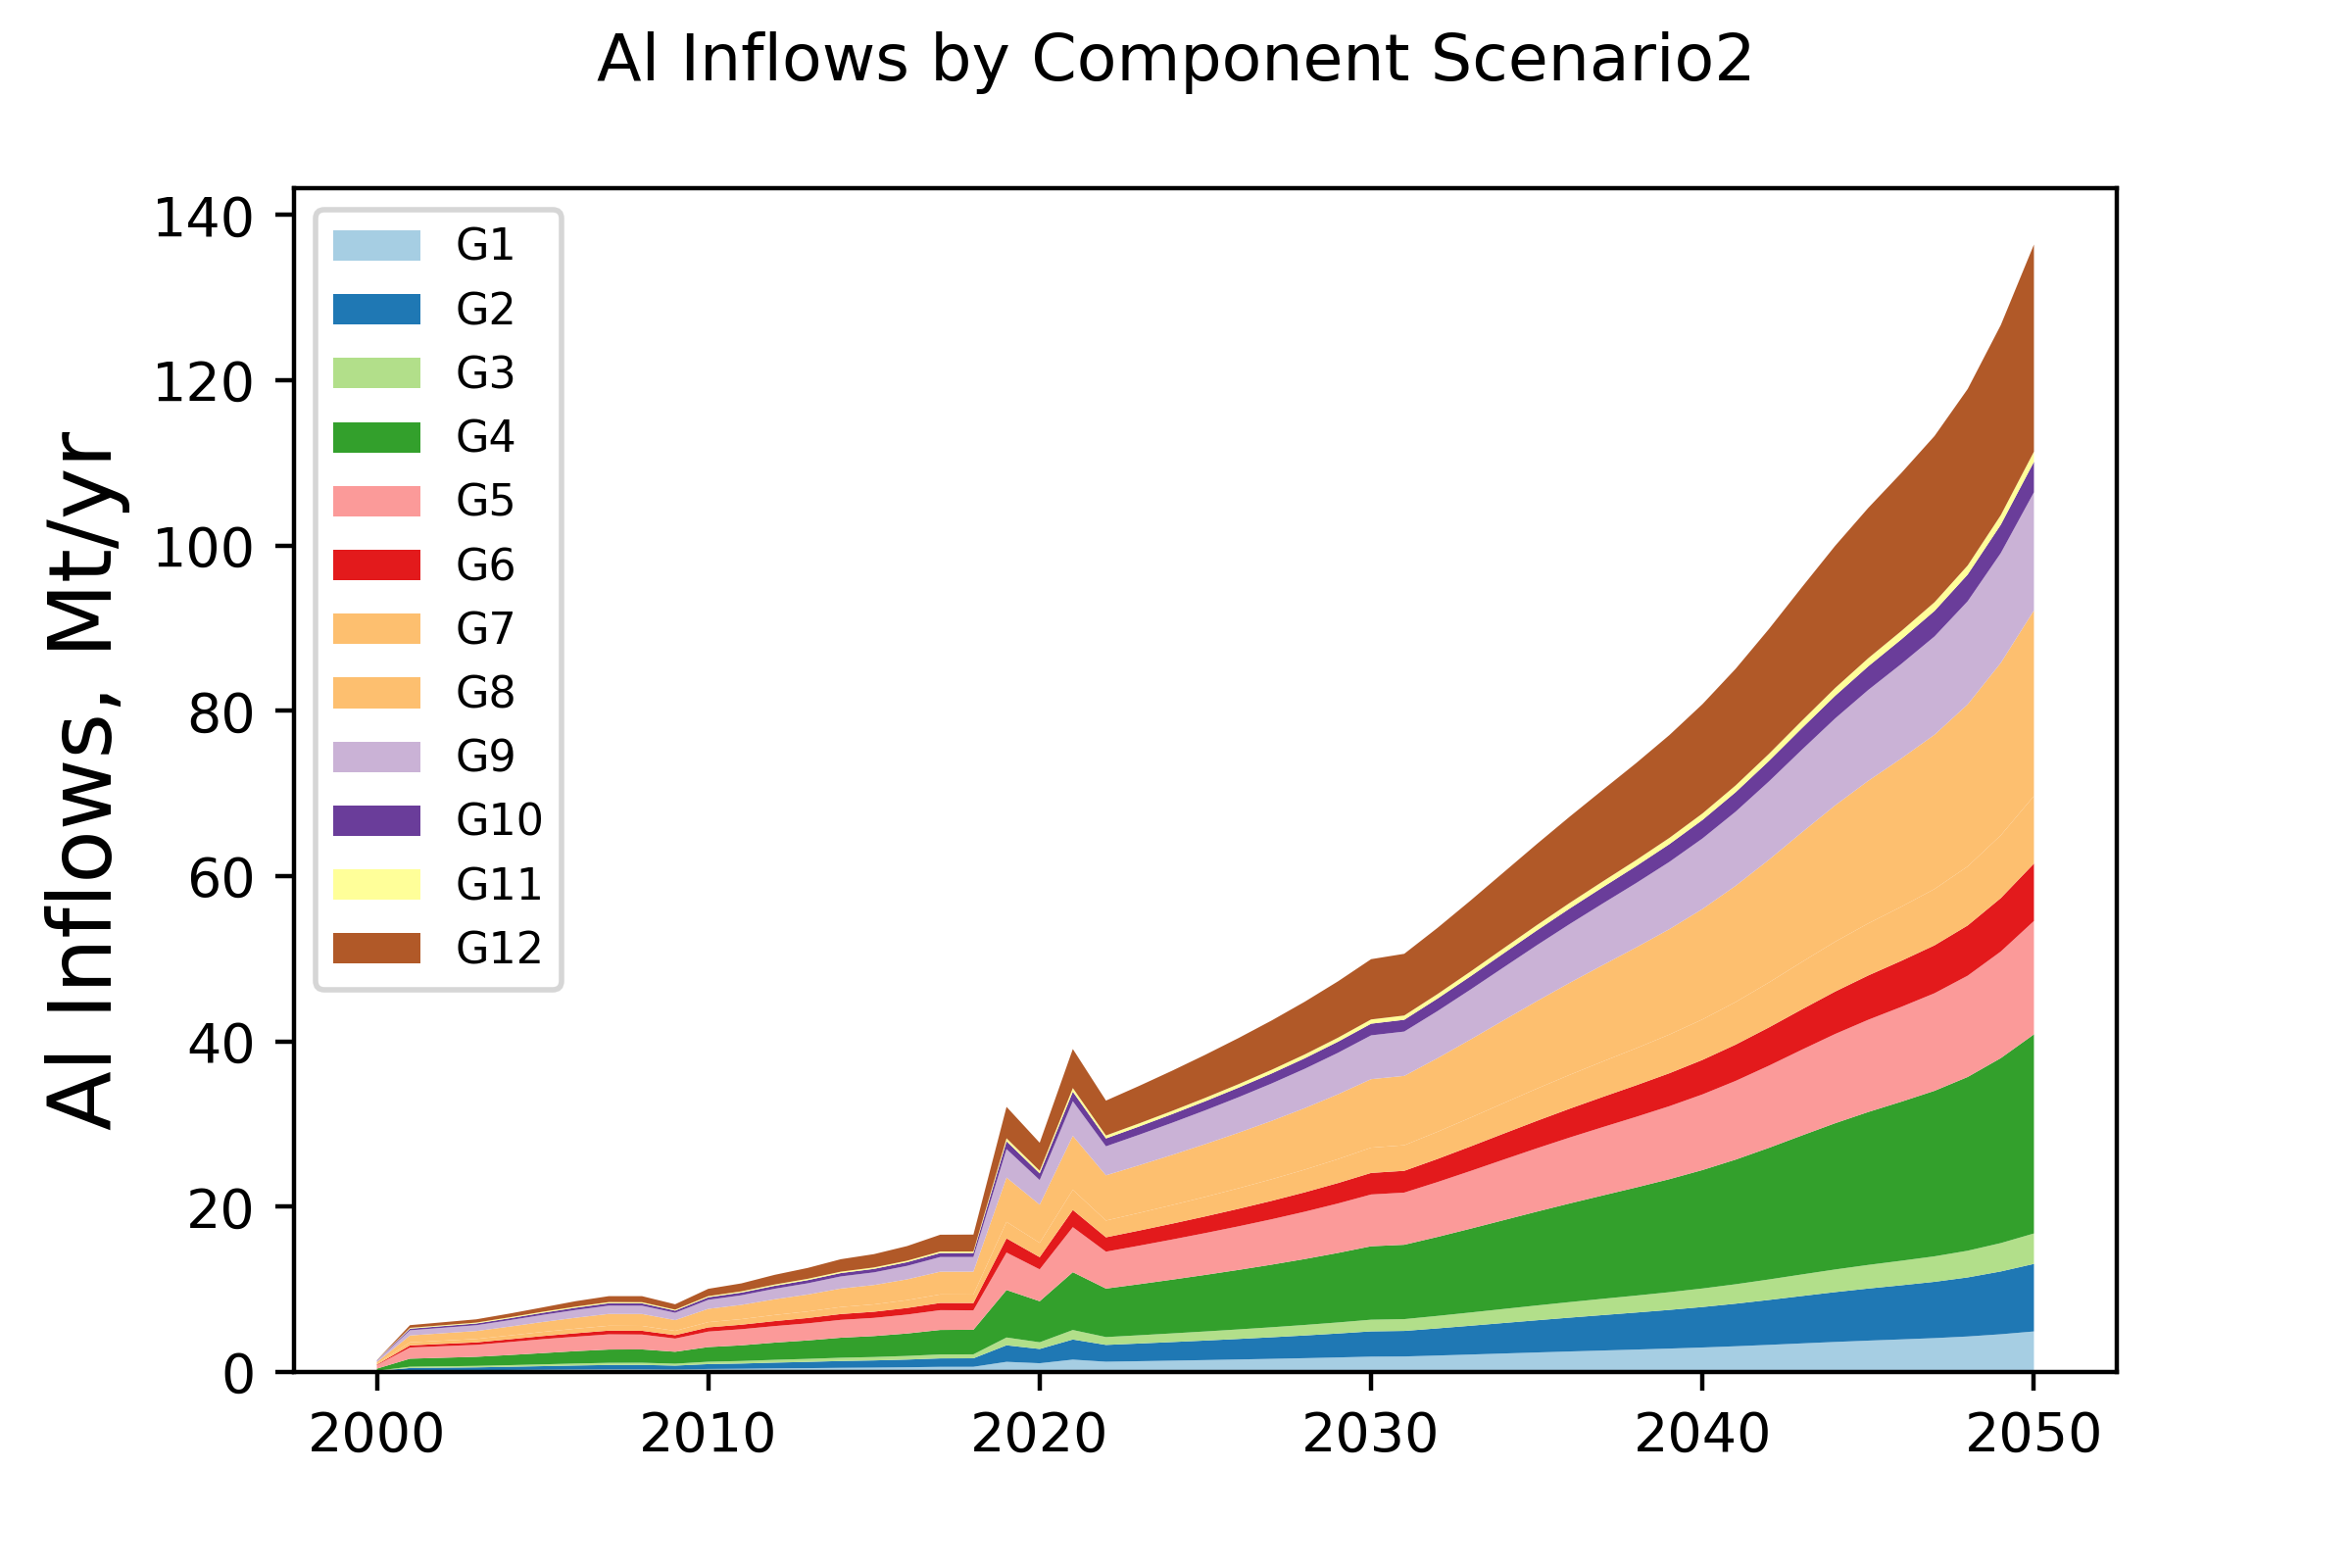 Al Inflows by Component Scenario2
Al Inflows, Mt/yr
140
120
100
80
60
40
20
0
G1
G2
G3
G4
G5
G6
G7
G8
G9
G10
G11
G12
2000 2010 2020 2030 2040 2050